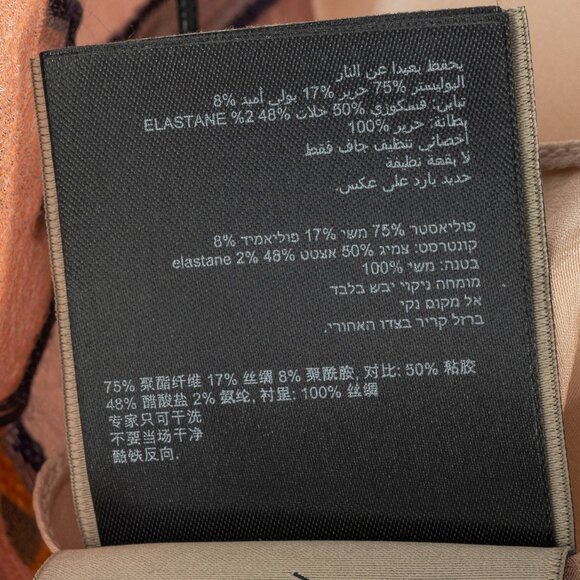 يحفظ بعيدا عن النار
البوليستر 75% حرير 17% بولي أميد 8%
تباين: فسكوزي 50% خلات 48% 2% ELASTANE
بطانة: حرير 100%
أخصائي تنظيف جاف فقط
لا بقعة نظيفة
حديد بارد على عكس.
פוליאסטר 75% משי 17% פוליאמיד 8%
קונטרסט: צמיג 50% אצטט 48% elastane 2%
בטנה: משי 100%
מומחה ניקוי יבש בלבד
אל מקום נקי
ברזל קריר בצדו האחורי.
75% 聚酯纤维 17% 丝绸 8% 聚酰胺, 对比: 50% 粘胶
48% 醋酸盐 2% 氨纶, 衬里: 100% 丝绸
专家只可干洗
不要当场干净
酷铁反向.